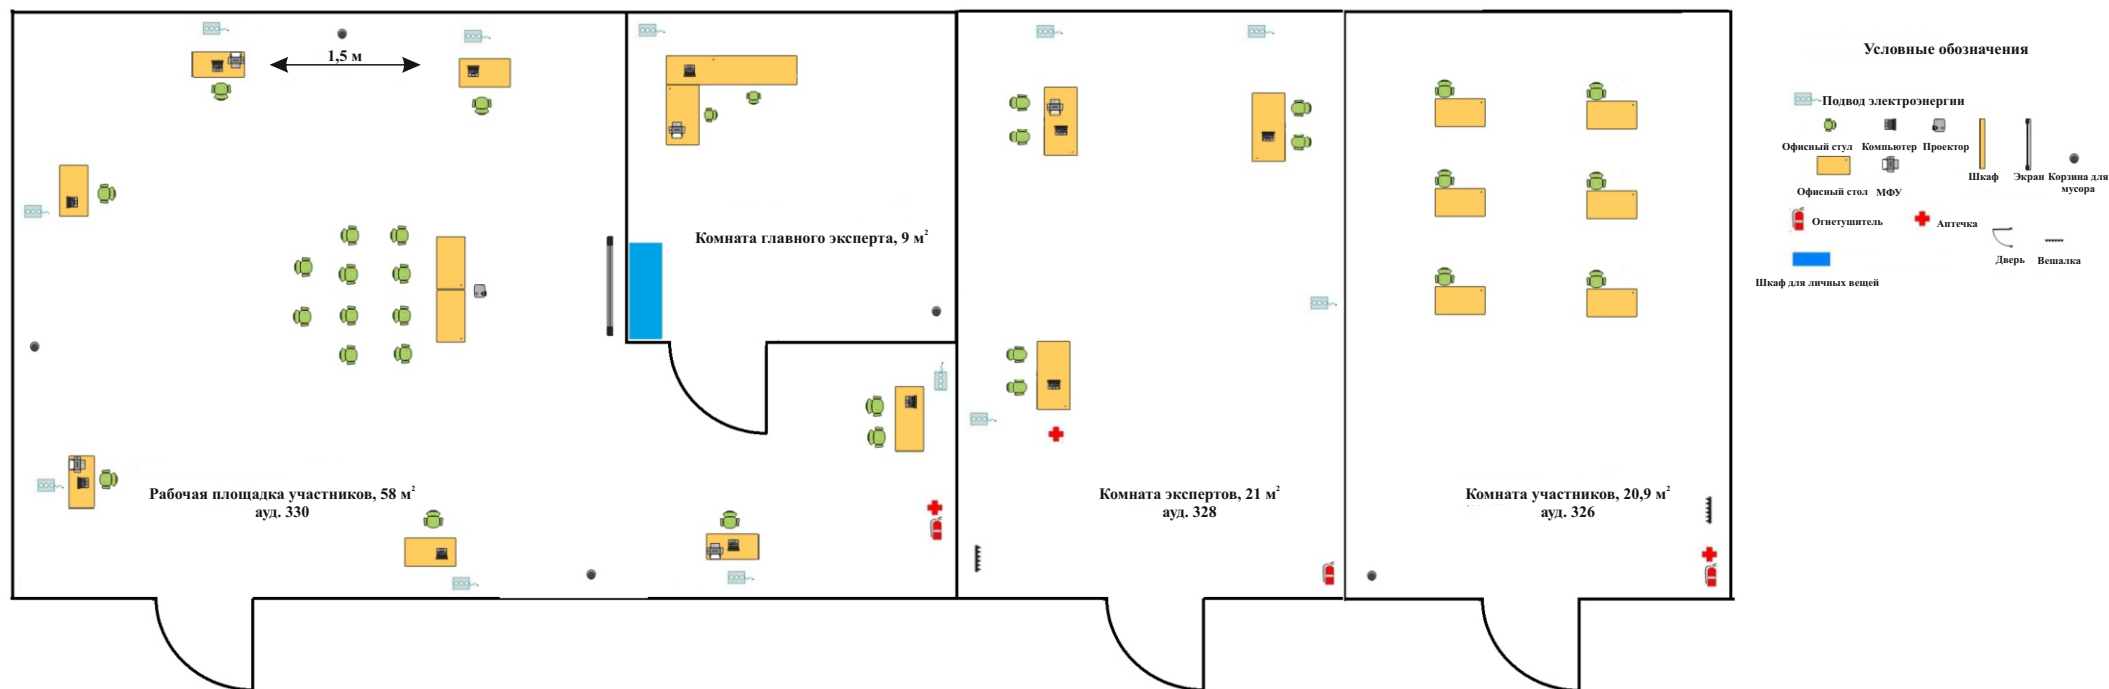 1,5 м
Комната главного эксперта, 9 м²
Рабочая площадка участников, 58 м²
ауд. 330
Комната экспертов, 21 м²
ауд. 328
Комната участников, 20,9 м²
ауд. 326
Условные обозначения
Подвод электроэнергии
Офисный стул
Компьютер
Проектор
Офисный стол
МФУ
Шкаф
Экран
Корзина для
мусора
Огнетушитель
Аптечка
Дверь
Вешалка
Шкаф для личных вещей